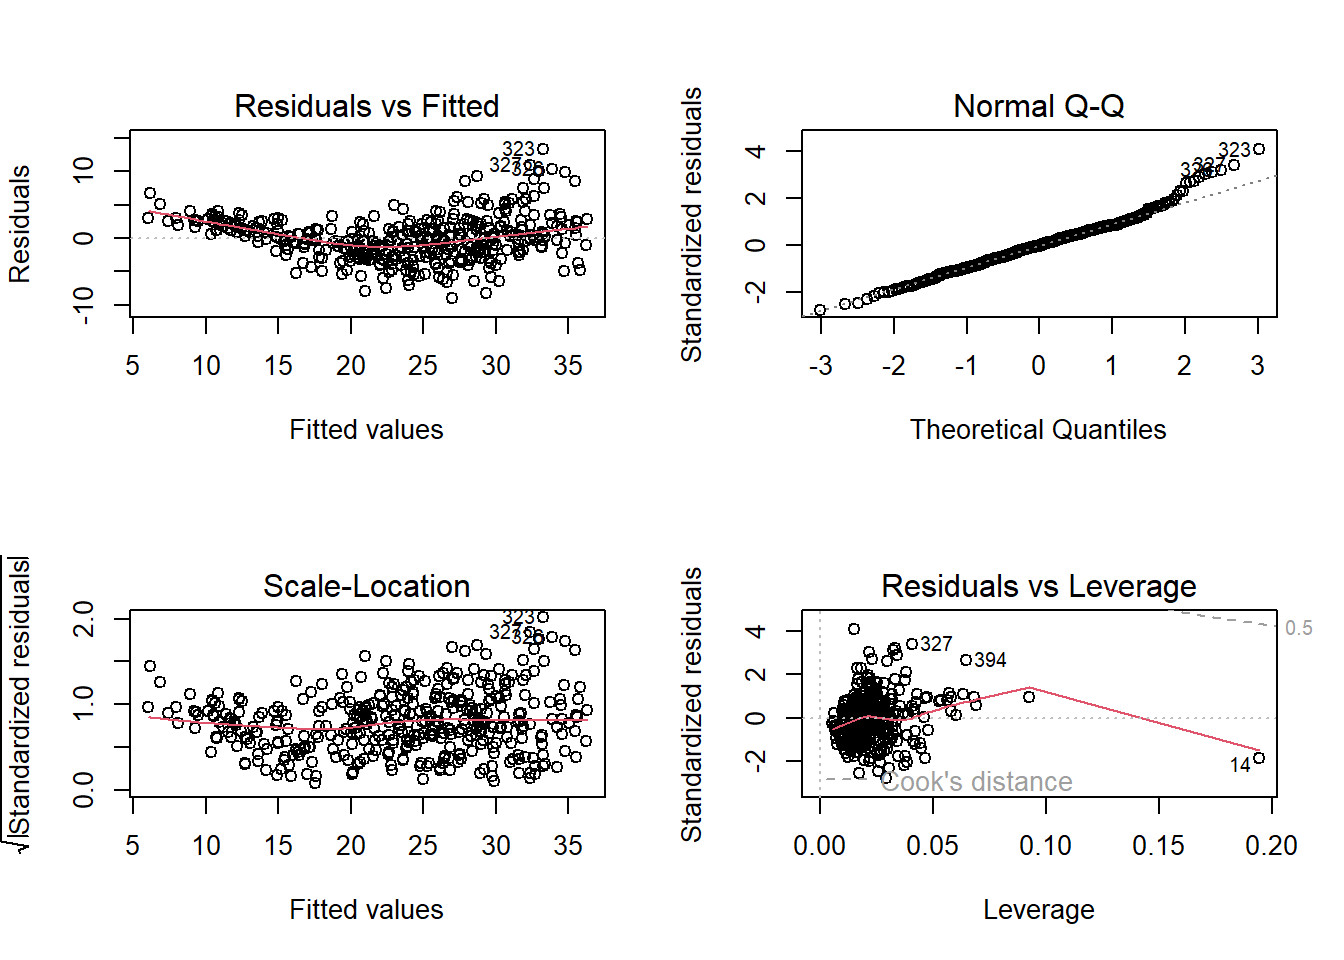 Residuals vs Fitted
Residuals
10
0
-10
323
327
326
5 10 15 20 25 30 35
Fitted values
Normal Q-Q
Standardized residuals
4
2
0
-2
323
327
326
-3 -2 -1 0 1 2 3
Theoretical Quantiles
Scale-Location
√|Standardized residuals|
2.0
1.0
0.0
323
327
326
5 10 15 20 25 30 35
Fitted values
Residuals vs Leverage
Standardized residuals
4
2
0
-2
0.5
327
394
14
Cook's distance
0.00 0.05 0.10 0.15 0.20
Leverage